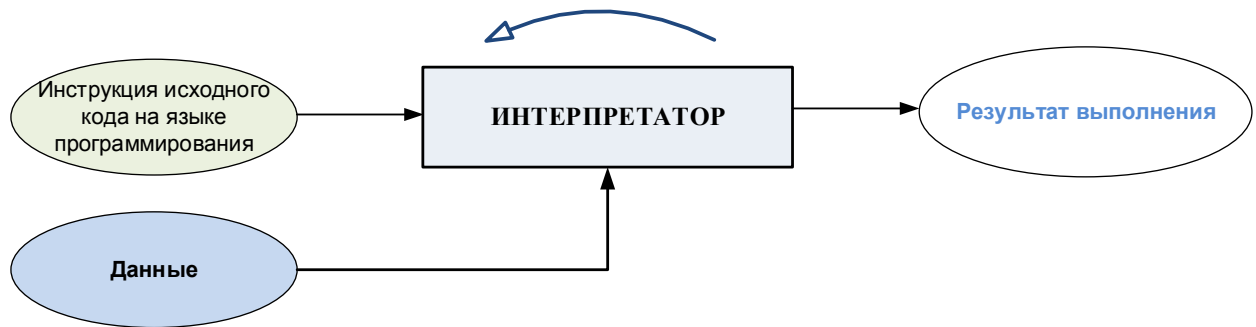 Инструкция исходного
кода на языке
программирования
ИНТЕРПРЕТАТОР
Результат выполнения
Данные